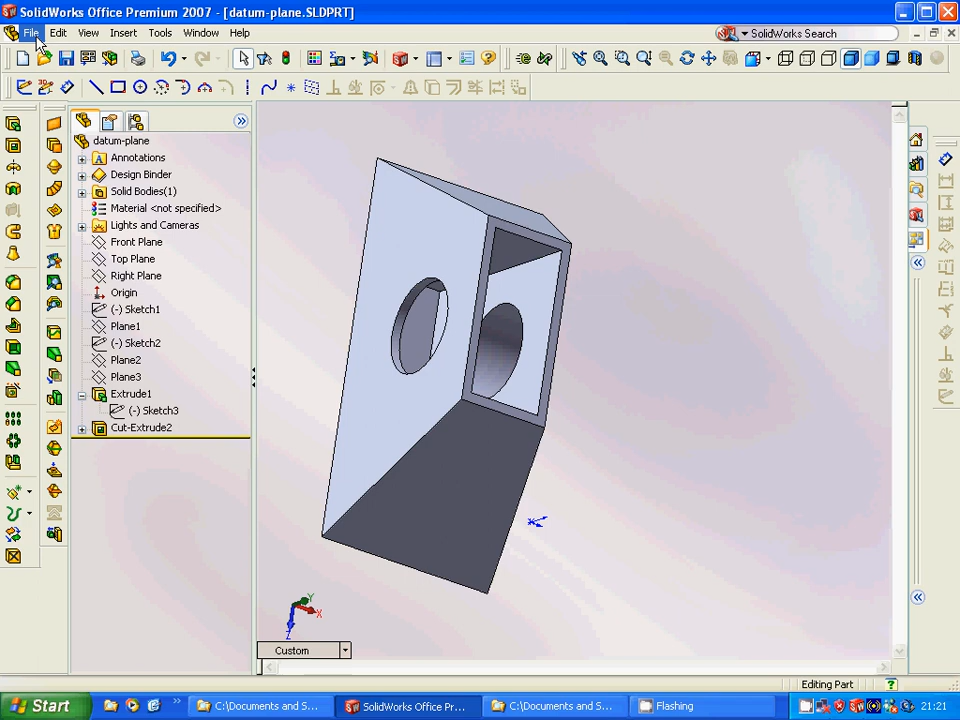 SolidWorks Office Premium 2007 - [datum-plane.SLDPRT]
File Edit View Insert Tools Window Help
SolidWorks Search
datum-plane
Annotations
Design Binder
Solid Bodies(1)
Material <not specified>
Lights and Cameras
Front Plane
Top Plane
Right Plane
Origin
(-) Sketch1
Plane1
(-) Sketch2
Plane2
Plane3
Extrude1
(-) Sketch3
Cut-Extrude2
Y
X
Z
Custom
Editing Part
Start
C:\Documents and S...
SolidWorks Office Pr...
C:\Documents and S...
Flashing
21:21